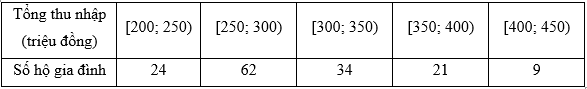 Tổng thu nhập (triệu đồng) [200; 250) [250; 300) [300; 350) [350; 400) [400; 450)
Số hộ gia đình 24 62 34 21 9